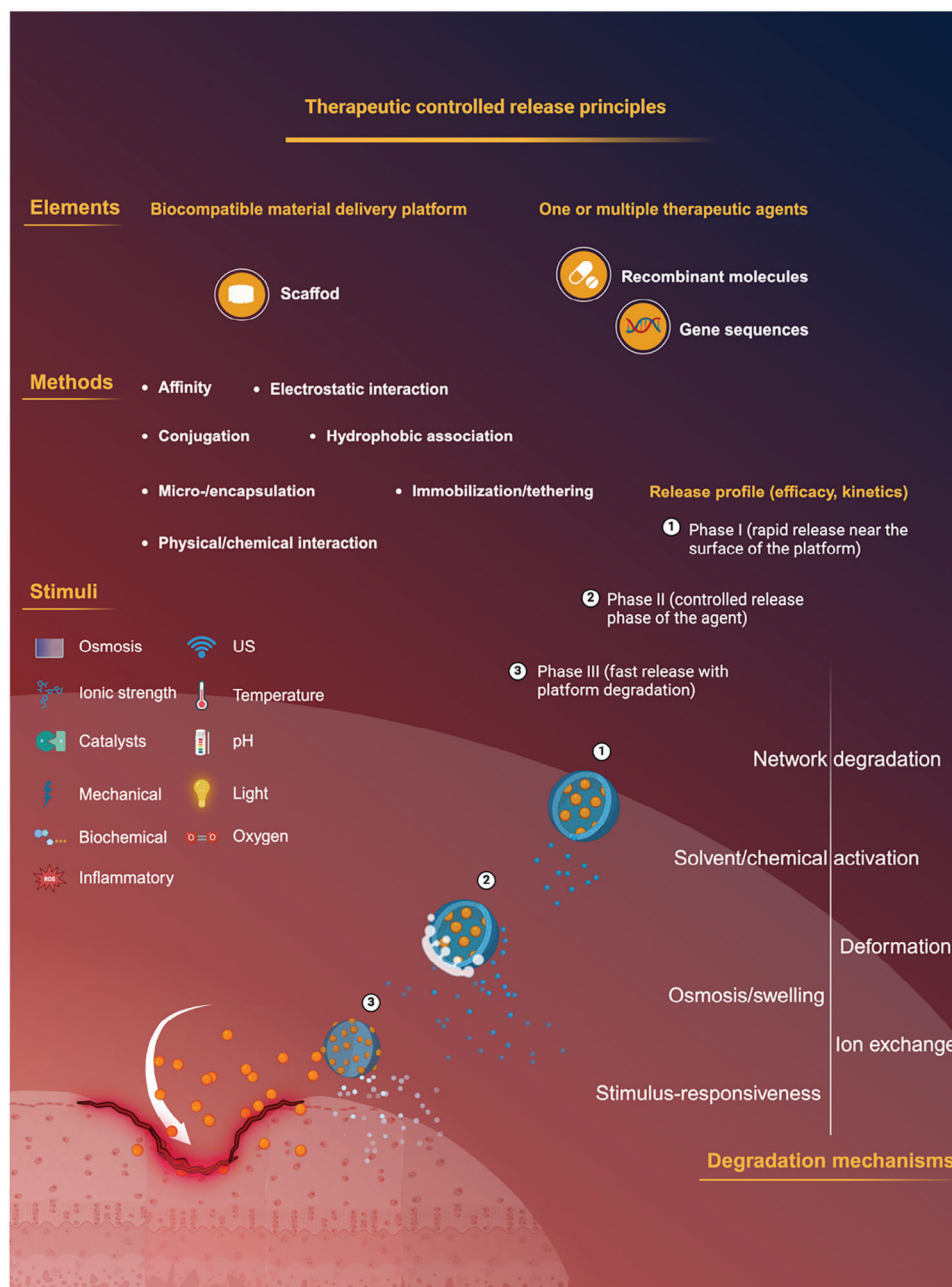 Therapeutic controlled release principles
Elements
Biocompatible material delivery platform
One or multiple therapeutic agents
Scaffod
Recombinant molecules
Gene sequences
Methods
• Affinity
• Electrostatic interaction
• Conjugation
• Hydrophobic association
• Micro-/encapsulation
• Immobilization/tethering
• Physical/chemical interaction
Release profile (efficacy, kinetics)
1 Phase I (rapid release near the
surface of the platform)
2 Phase II (controlled release
phase of the agent)
3 Phase III (fast release with
platform degradation)
Stimuli
Osmosis
US
Ionic strength
Temperature
Catalysts
pH
Mechanical
Light
Biochemical
O=O Oxygen
ROS Inflammatory
1
2
3
Network degradation
Solvent/chemical activation
Deformation
Osmosis/swelling
Ion exchange
Stimulus-responsiveness
Degradation mechanisms